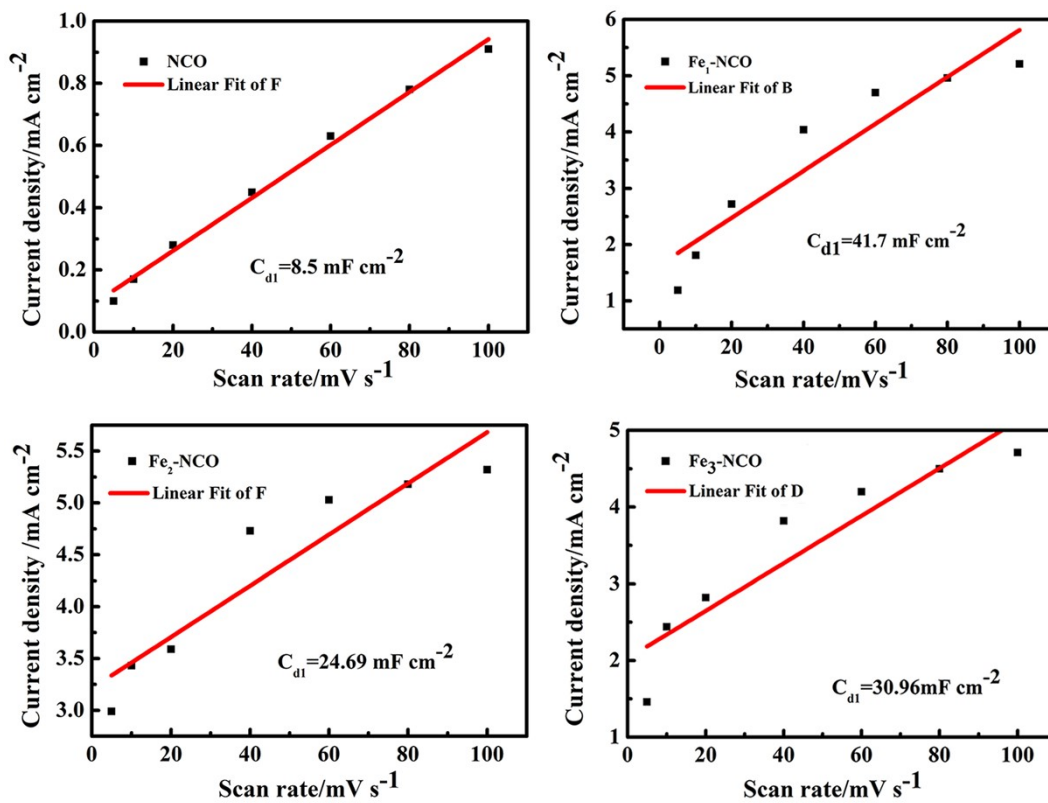 Current density/mA cm-2
1.0
0.8
0.6
0.4
0.2
0.0
NCO
Linear Fit of F
Cd1=8.5 mF cm-2
0 20 40 60 80 100
Scan rate/mV s-1
Current density/mA cm-2
6
5
4
3
2
1
Fe1-NCO
Linear Fit of B
Cd1=41.7 mF cm-2
0 20 40 60 80 100
Scan rate/mVs-1
Current density /mA cm-2
5.5
5.0
4.5
4.0
3.5
3.0
Fe2-NCO
Linear Fit of F
Cd1=24.69 mF cm-2
0 20 40 60 80 100
Scan rate/mV s-1
Current density/mA cm-2
5
4
3
2
1
Fe3-NCO
Linear Fit of D
Cd1=30.96mF cm-2
0 20 40 60 80 100
Scan rate/mV s-1